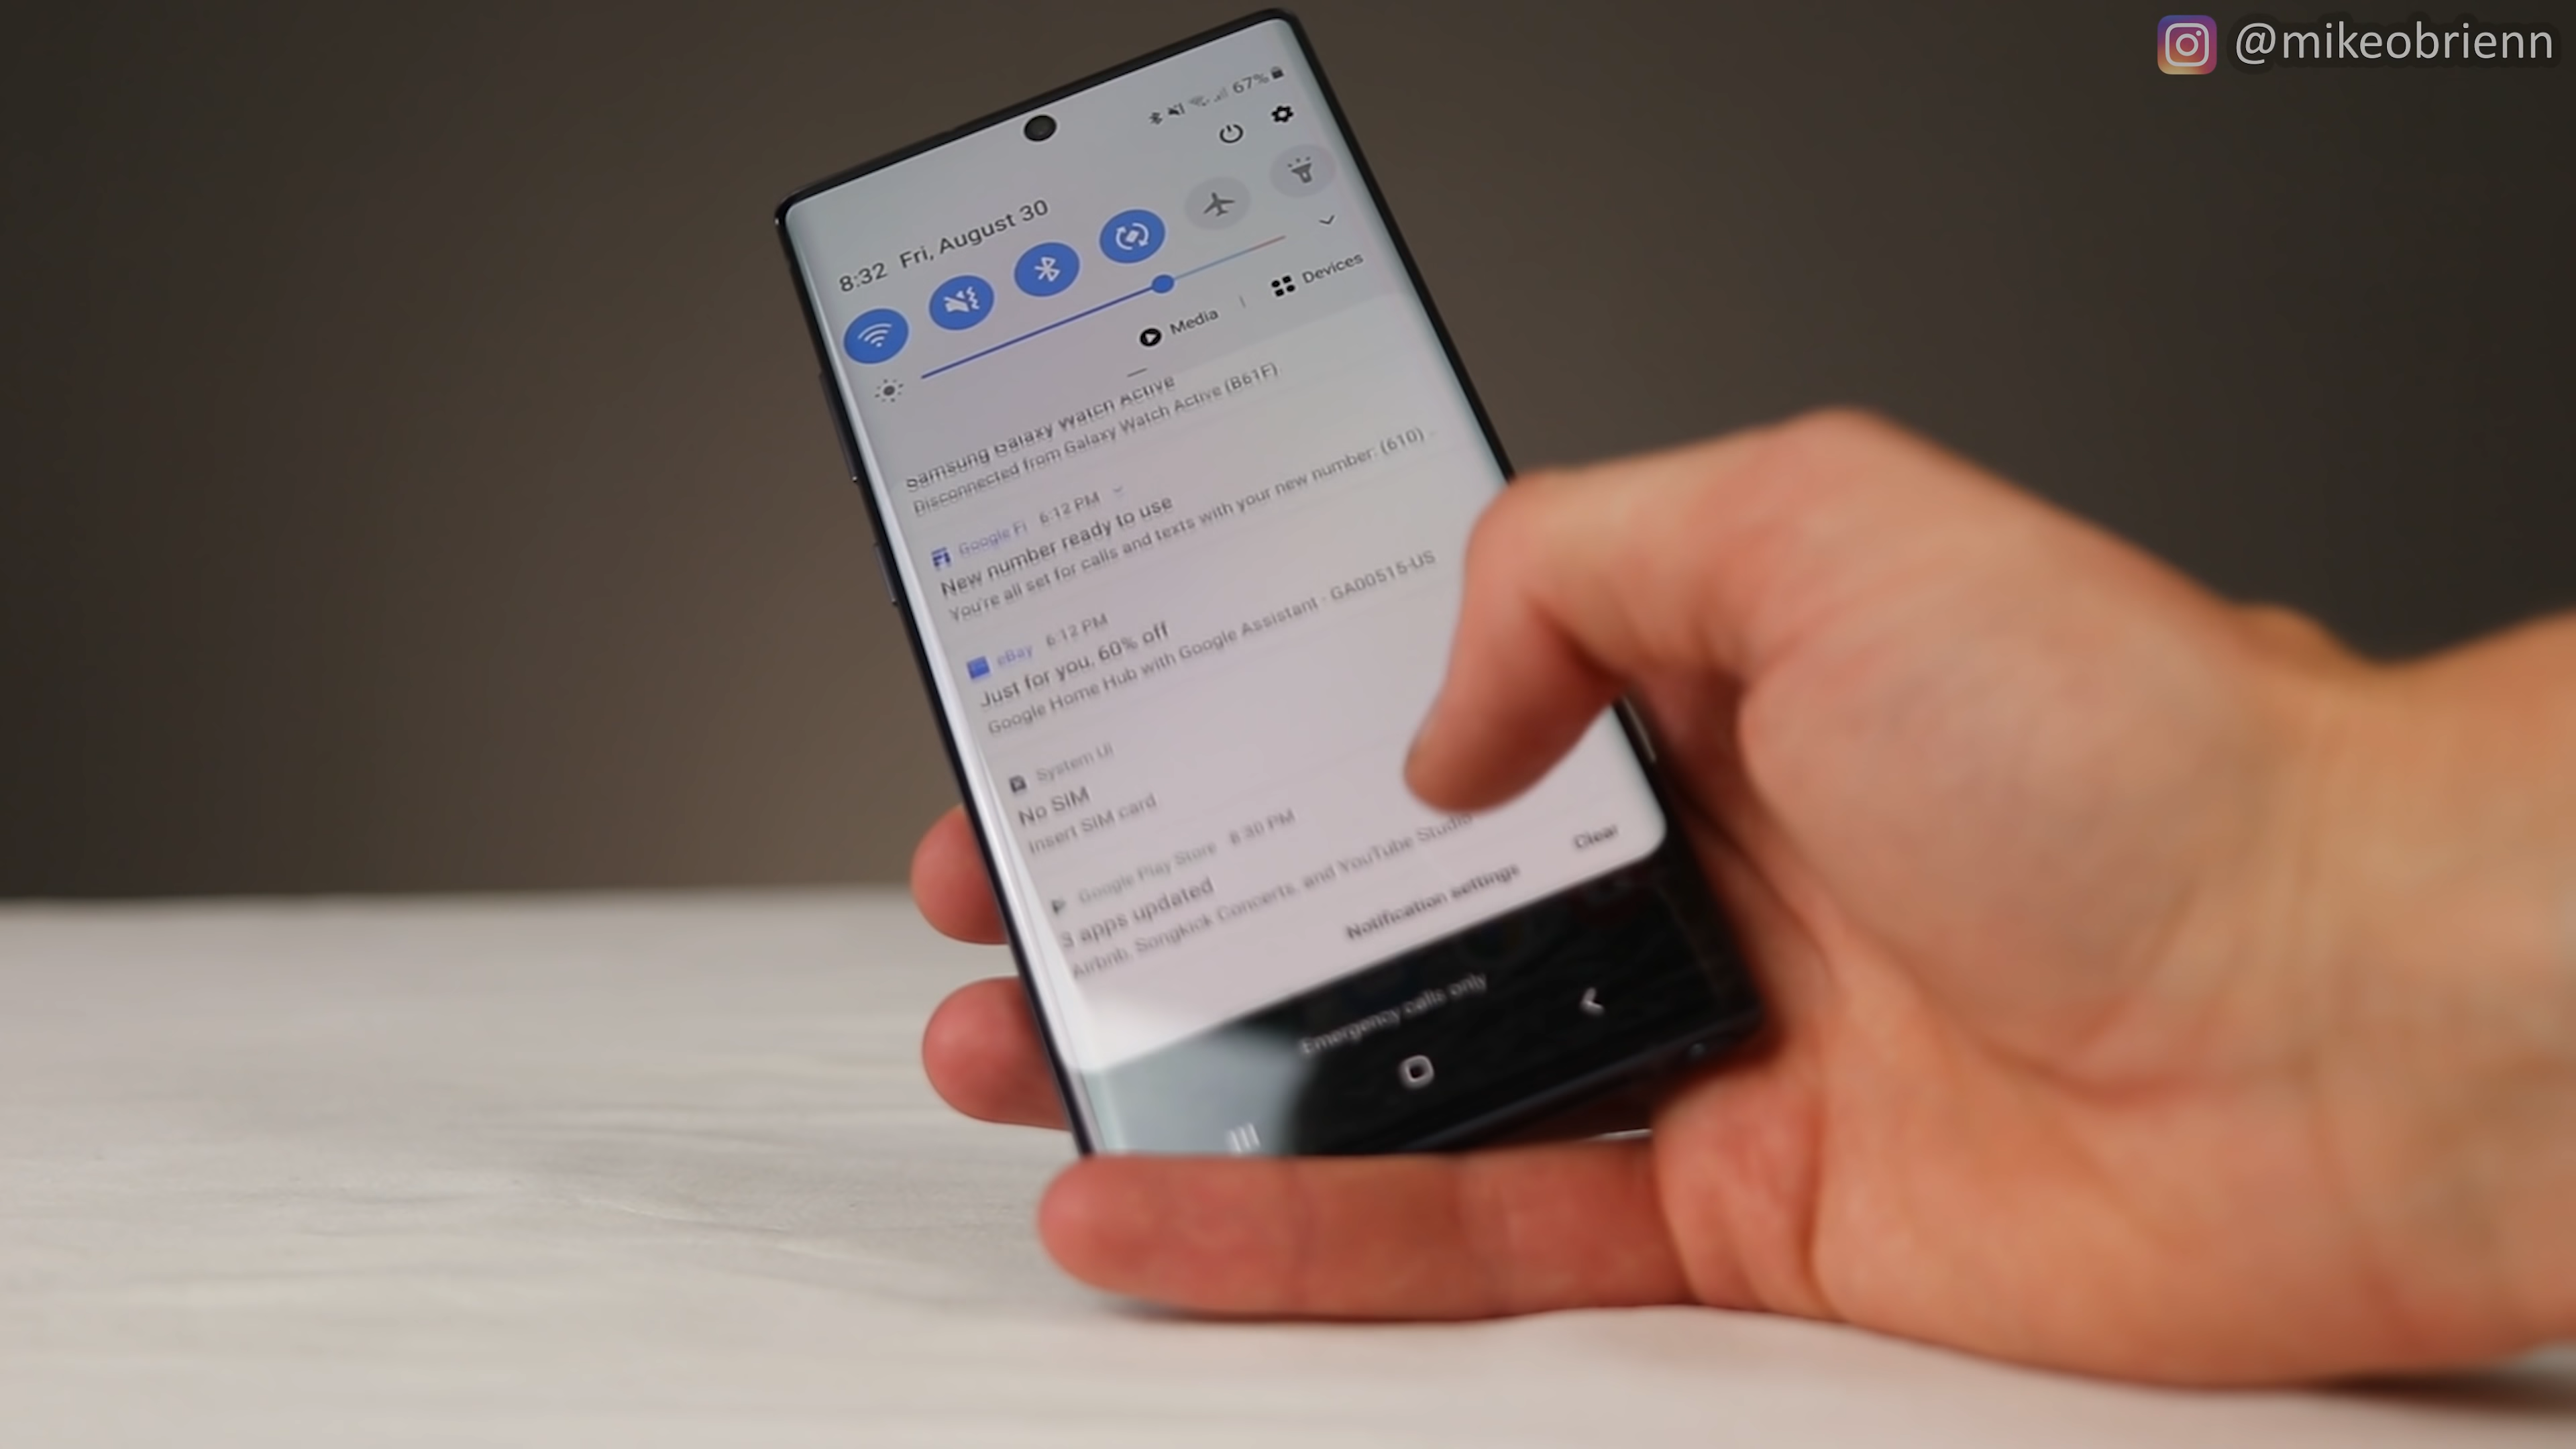 @mikeobrienn
67%
8:32 Fri, August 30
Media | Devices
Samsung Galaxy Watch Active
Disconnected from Galaxy Watch Active (B61F)
Google Fi 6:12 PM
New number ready to use
You're all set for calls and texts with your new number: (610)
eBay 6:12 PM
Just for you, 60% off
Google Home Hub with Google Assistant - GA00515-US
System UI
No SIM
Insert SIM card
Google Play Store 8:30 PM
3 apps updated
Airbnb, Songkick Concerts, and YouTube Studio
Notification settings Clear
Emergency calls only